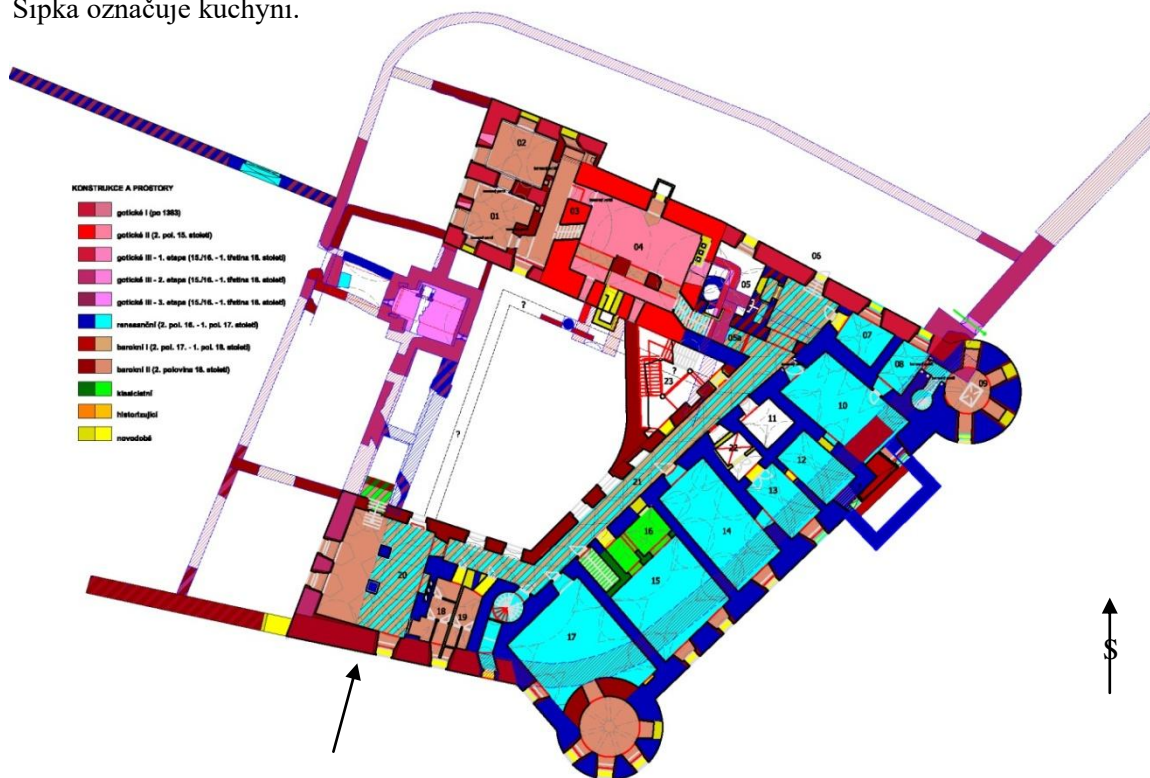 Šipka označuje kuchyni.
KONSTRUKCE A PROSTORY
gotické I (po 1383)
gotické II (2. pol. 15. století)
gotické III - 1. etapa (15./16. - 1. třetina 16. století)
gotické III - 2. etapa (15./16. - 1. třetina 16. století)
gotické III - 3. etapa (15./16. - 1. třetina 16. století)
renesanční (2. pol. 16. - 1. pol. 17. století)
barokní I (2. pol. 17. - 1. pol. 18. století)
barokní II (2. polovina 18. století)
klasicistní
historizující
novodobé
02
01
03
04
05
05
05a
07
08
09
10
11
12
13
14
15
16
17
18
19
20
21
22
23
?
?
?
S